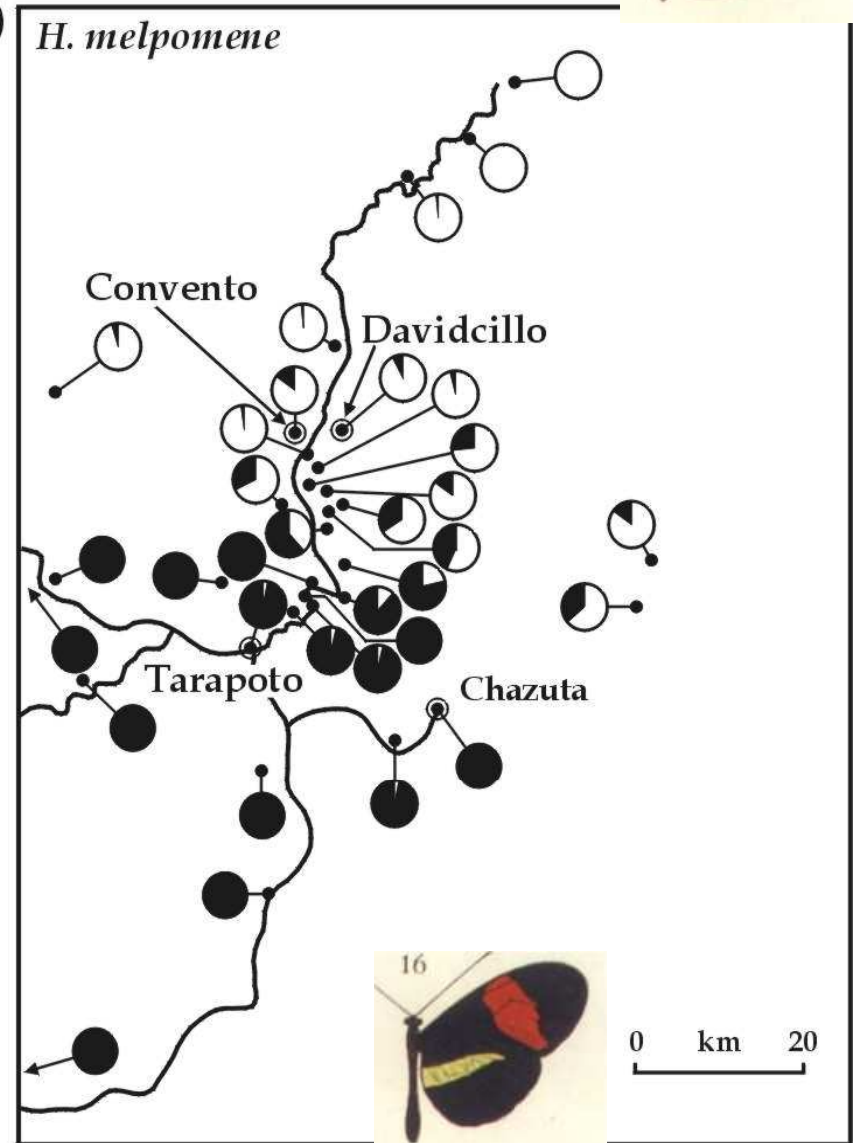 )
H. melpomene
Convento
Davidcillo
Tarapoto
Chazuta
16
0 km 20